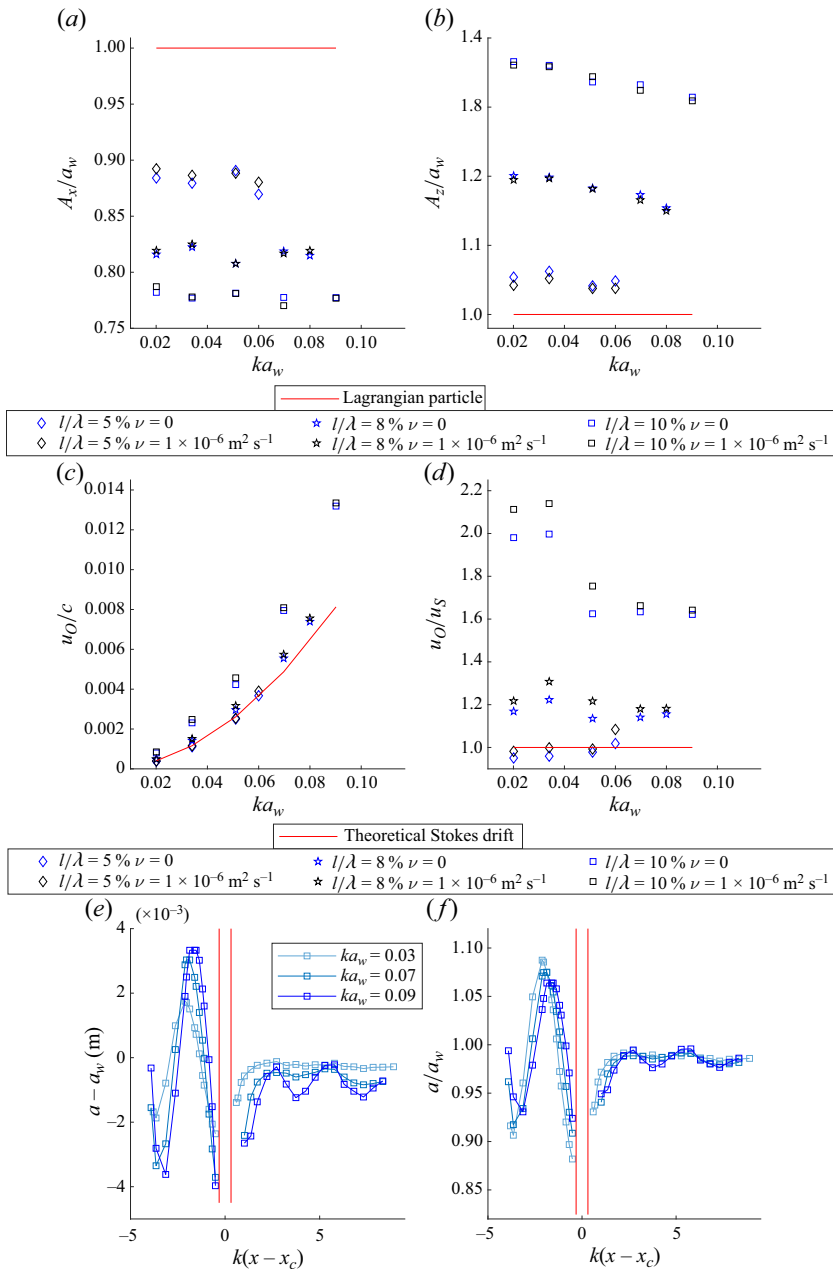 (a)
1.00
0.95
0.90
0.85
0.80
0.75
A_x/a_w
0.02 0.04 0.06 0.08 0.10
ka_w
(b)
1.4
1.8
1.2
1.1
1.0
A_z/a_w
0.02 0.04 0.06 0.08 0.10
ka_w
Lagrangian particle
l/λ = 5 % ν = 0 l/λ = 8 % ν = 0 l/λ = 10 % ν = 0
l/λ = 5 % ν = 1 × 10⁻⁶ m² s⁻¹ l/λ = 8 % ν = 1 × 10⁻⁶ m² s⁻¹ l/λ = 10 % ν = 1 × 10⁻⁶ m² s⁻¹
(c)
0.014
0.012
0.010
0.008
0.006
0.004
0.002
0
u_O/c
0.02 0.04 0.06 0.08 0.10
ka_w
(d)
2.2
2.0
1.8
1.6
1.4
1.2
1.0
u_O/u_S
0.02 0.04 0.06 0.08 0.10
ka_w
Theoretical Stokes drift
l/λ = 5 % ν = 0 l/λ = 8 % ν = 0 l/λ = 10 % ν = 0
l/λ = 5 % ν = 1 × 10⁻⁶ m² s⁻¹ l/λ = 8 % ν = 1 × 10⁻⁶ m² s⁻¹ l/λ = 10 % ν = 1 × 10⁻⁶ m² s⁻¹
(e)
(×10⁻³)
4
2
0
−2
−4
a − a_w (m)
ka_w = 0.03
ka_w = 0.07
ka_w = 0.09
−5 0 5
k(x − x_c)
(f)
1.10
1.05
1.00
0.95
0.90
0.85
a/a_w
−5 0 5
k(x − x_c)